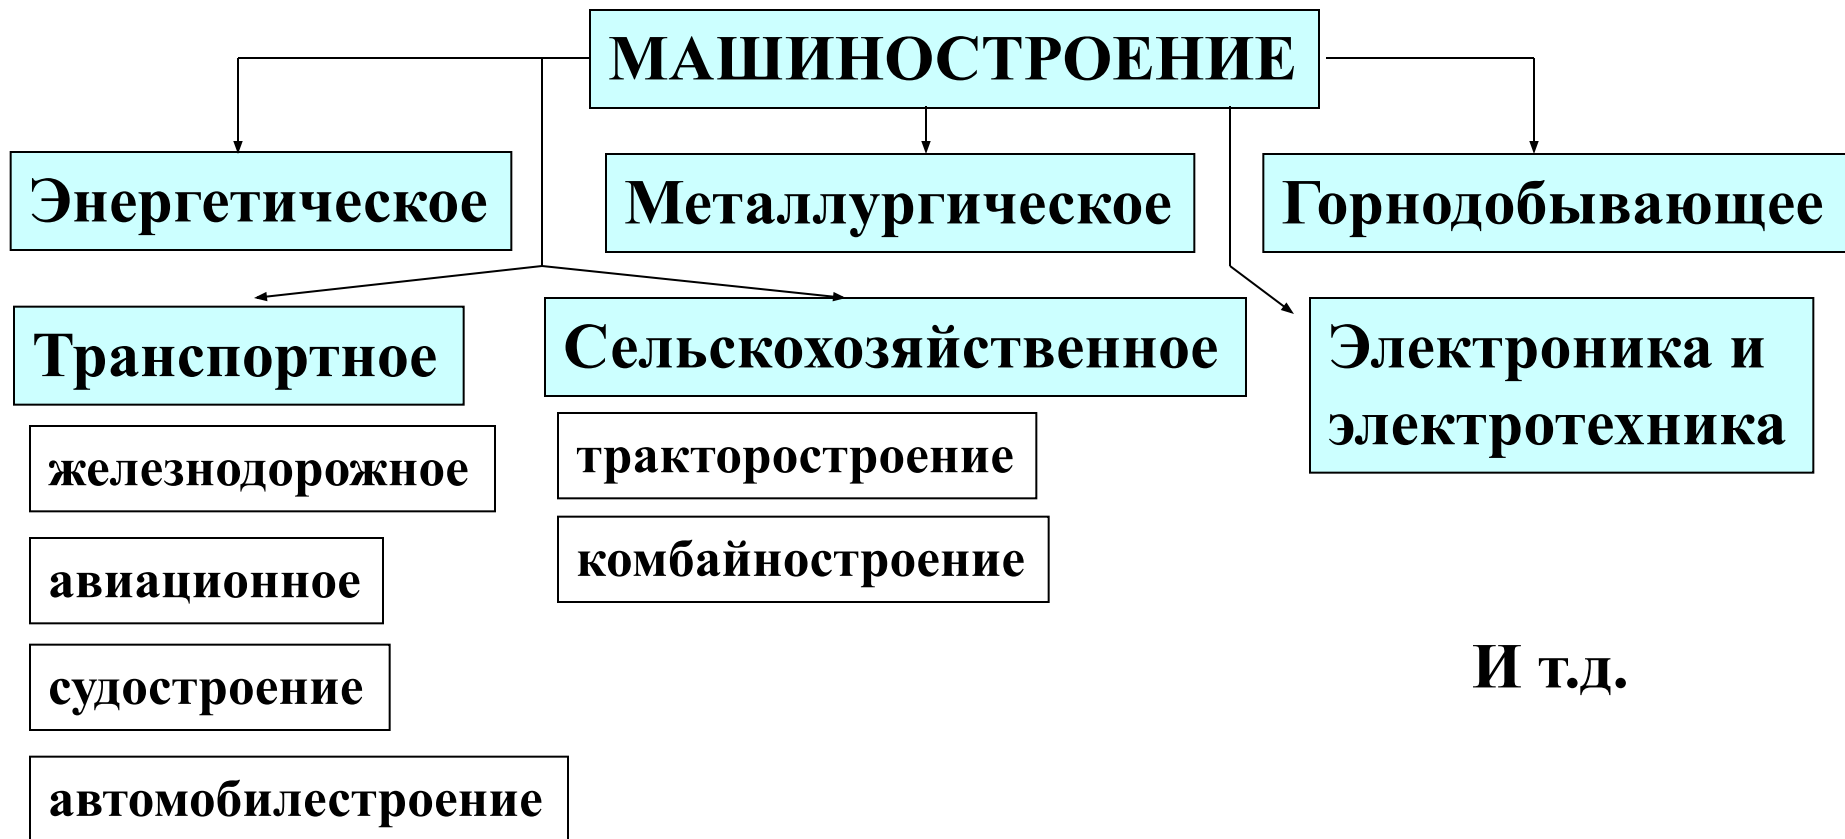 МАШИНОСТРОЕНИЕ
Энергетическое
Металлургическое
Горнодобывающее
Транспортное
Сельскохозяйственное
Электроника и
электротехника
железнодорожное
тракторостроение
авиационное
комбайностроение
судостроение
И т.д.
автомобилестроение